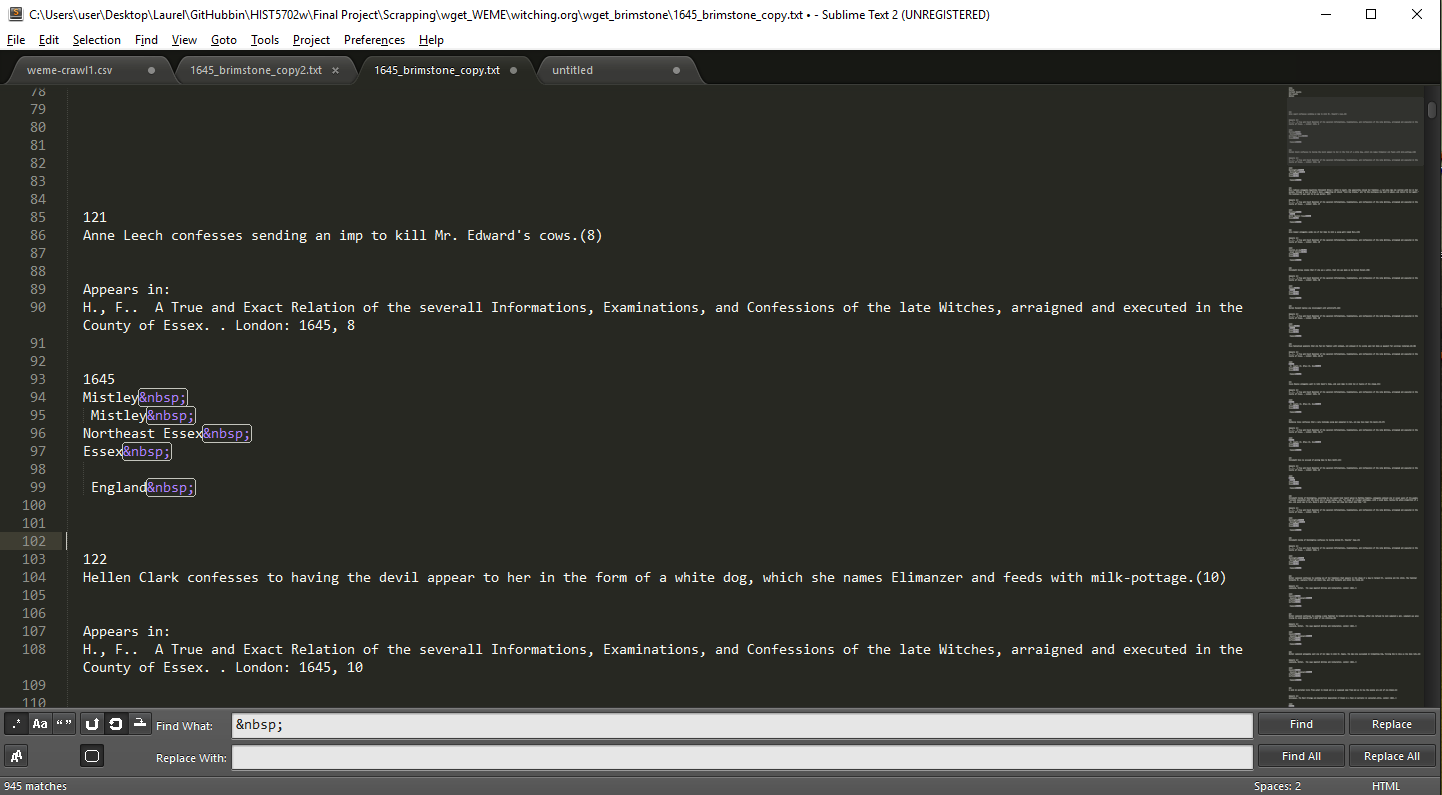 C:\Users\user\Desktop\Laurel\GitHubbin\HIST5702w\Final Project\Scrapping\wget_WEME\witching.org\wget_brimstone\1645_brimstone_copy.txt • - Sublime Text 2 (UNREGISTERED)
File Edit Selection Find View Goto Tools Project Preferences Help
weme-crawl1.csv 1645_brimstone_copy2.txt 1645_brimstone_copy.txt untitled
78
79
80
81
82
83
84
85 121
86 Anne Leech confesses sending an imp to kill Mr. Edward's cows.(8)
87
88
89 Appears in:
90 H., F..  A True and Exact Relation of the severall Informations, Examinations, and Confessions of the late Witches, arraigned and executed in the
County of Essex. . London: 1645, 8
91
92
93 1645
94 Mistley&nbsp;
95 Mistley&nbsp;
96 Northeast Essex&nbsp;
97 Essex&nbsp;
98
99 England&nbsp;
100
101
102
103 122
104 Hellen Clark confesses to having the devil appear to her in the form of a white dog, which she names Elimanzer and feeds with milk-pottage.(10)
105
106
107 Appears in:
108 H., F..  A True and Exact Relation of the severall Informations, Examinations, and Confessions of the late Witches, arraigned and executed in the
County of Essex. . London: 1645, 10
109
110
.* Aa “” Find What: &nbsp; Find Replace
Replace With: Find All Replace All
945 matches Spaces: 2 HTML